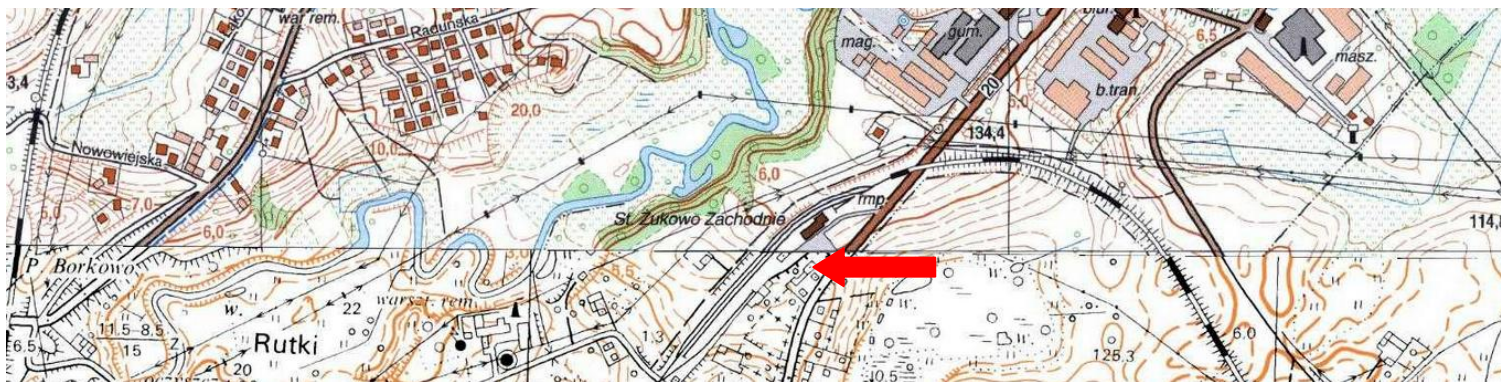 war rem.
Raduńska
mag.
gum.
biur.
6.5
masz.
3,4
20
5,0
b.tran.
20,0
134,4
Nowowiejska
10,0
6,0
7,0
5,0
rmp.
St. Żukowo Zachodnie
6,0
114,
P. Borkowo
3,0
6.5
w.
warszt. rem.
22
W.
11.5 8.5
15
Z
Rutki
1.3
6.0
125.3
6.5
20
10.5